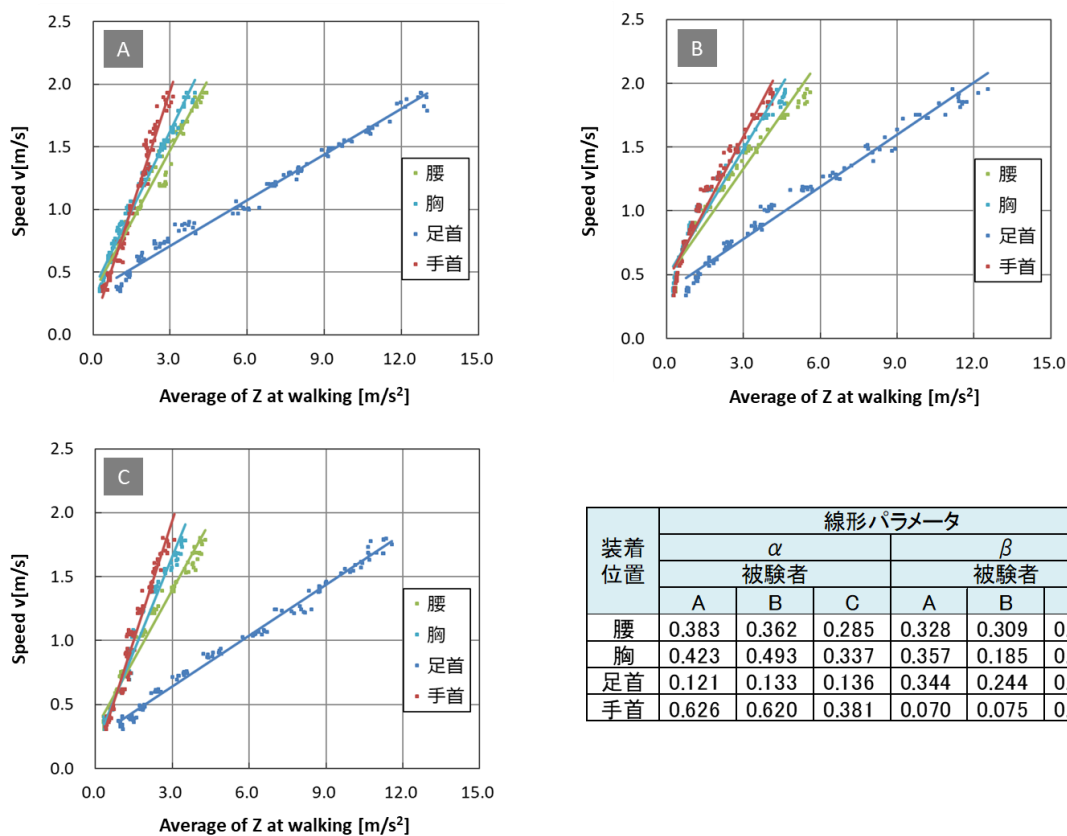 A
Speed v[m/s]
2.5
2.0
1.5
1.0
0.5
0.0
0.0 3.0 6.0 9.0 12.0 15.0
Average of Z at walking [m/s²]
腰
胸
足首
手首
B
Speed v[m/s]
2.5
2.0
1.5
1.0
0.5
0.0
0.0 3.0 6.0 9.0 12.0 15.0
Average of Z at walking [m/s²]
腰
胸
足首
手首
C
Speed v[m/s]
2.5
2.0
1.5
1.0
0.5
0.0
0.0 3.0 6.0 9.0 12.0 15.0
Average of Z at walking [m/s²]
腰
胸
足首
手首
装着位置 線形パラメータ
α β
被験者 被験者
A B C A B
腰 0.383 0.362 0.285 0.328 0.309 0.
胸 0.423 0.493 0.337 0.357 0.185 0.
足首 0.121 0.133 0.136 0.344 0.244 0.
手首 0.626 0.620 0.381 0.070 0.075 0.